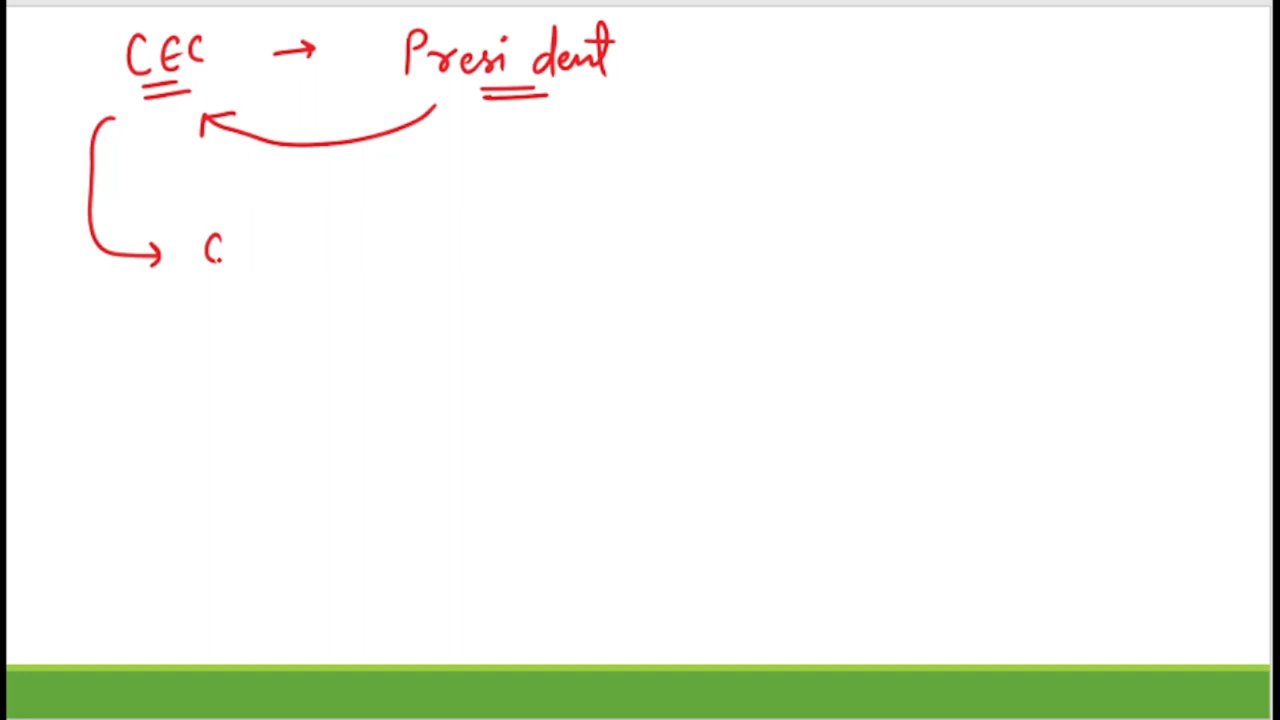 CEC → President
→ C